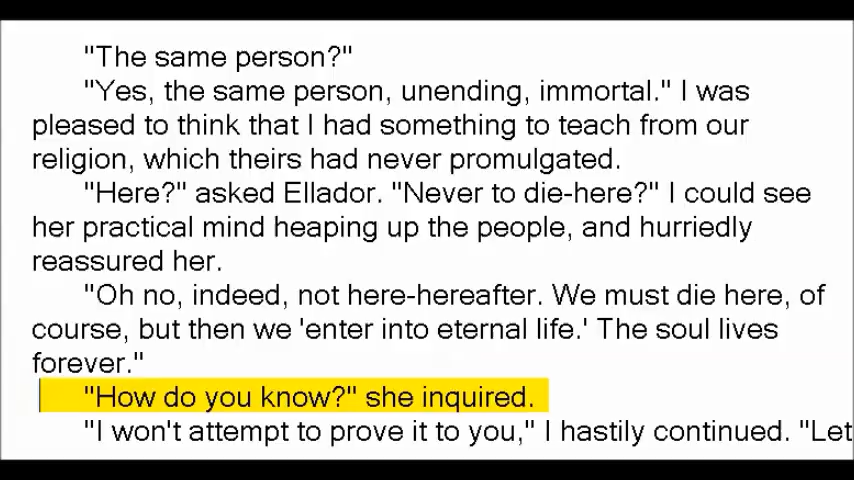 "The same person?"
"Yes, the same person, unending, immortal." I was
pleased to think that I had something to teach from our
religion, which theirs had never promulgated.
"Here?" asked Ellador. "Never to die-here?" I could see
her practical mind heaping up the people, and hurriedly
reassured her.
"Oh no, indeed, not here-hereafter. We must die here, of
course, but then we 'enter into eternal life.' The soul lives
forever."
"How do you know?" she inquired.
"I won't attempt to prove it to you," I hastily continued. "Let